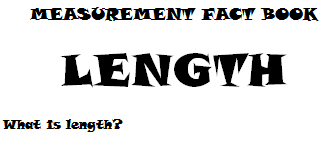 MEASUREMENT FACT BOOK
LENGTH
What is length?